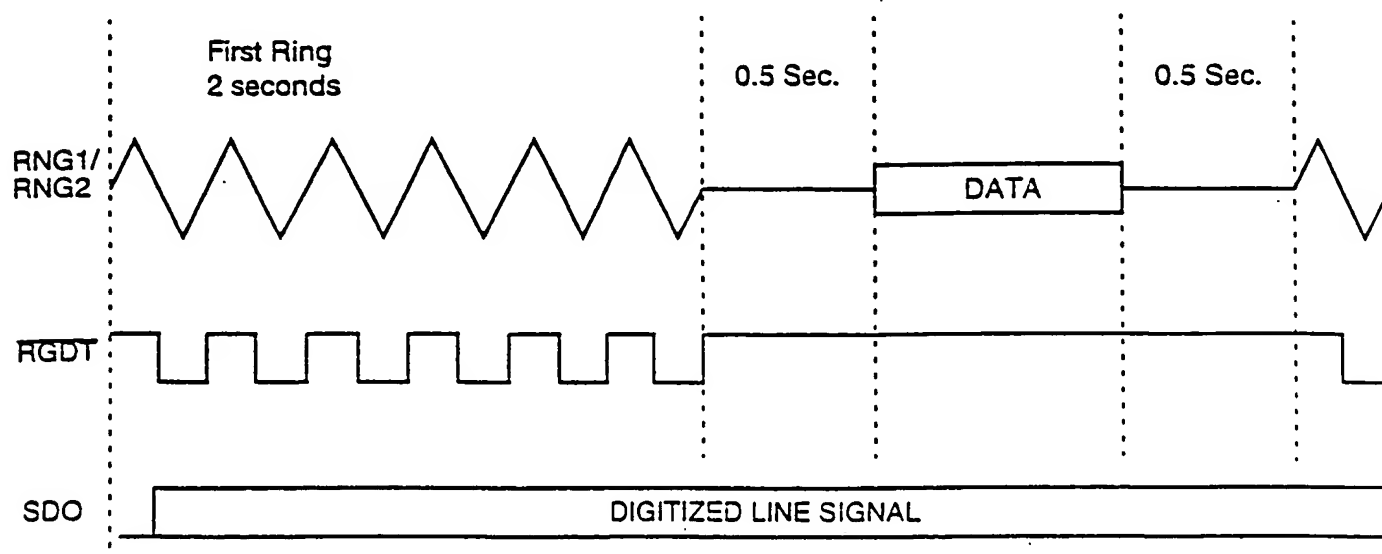 First Ring
2 seconds
0.5 Sec.
0.5 Sec.
RNG1/
RNG2
DATA
RGDT
SDO
DIGITIZED LINE SIGNAL